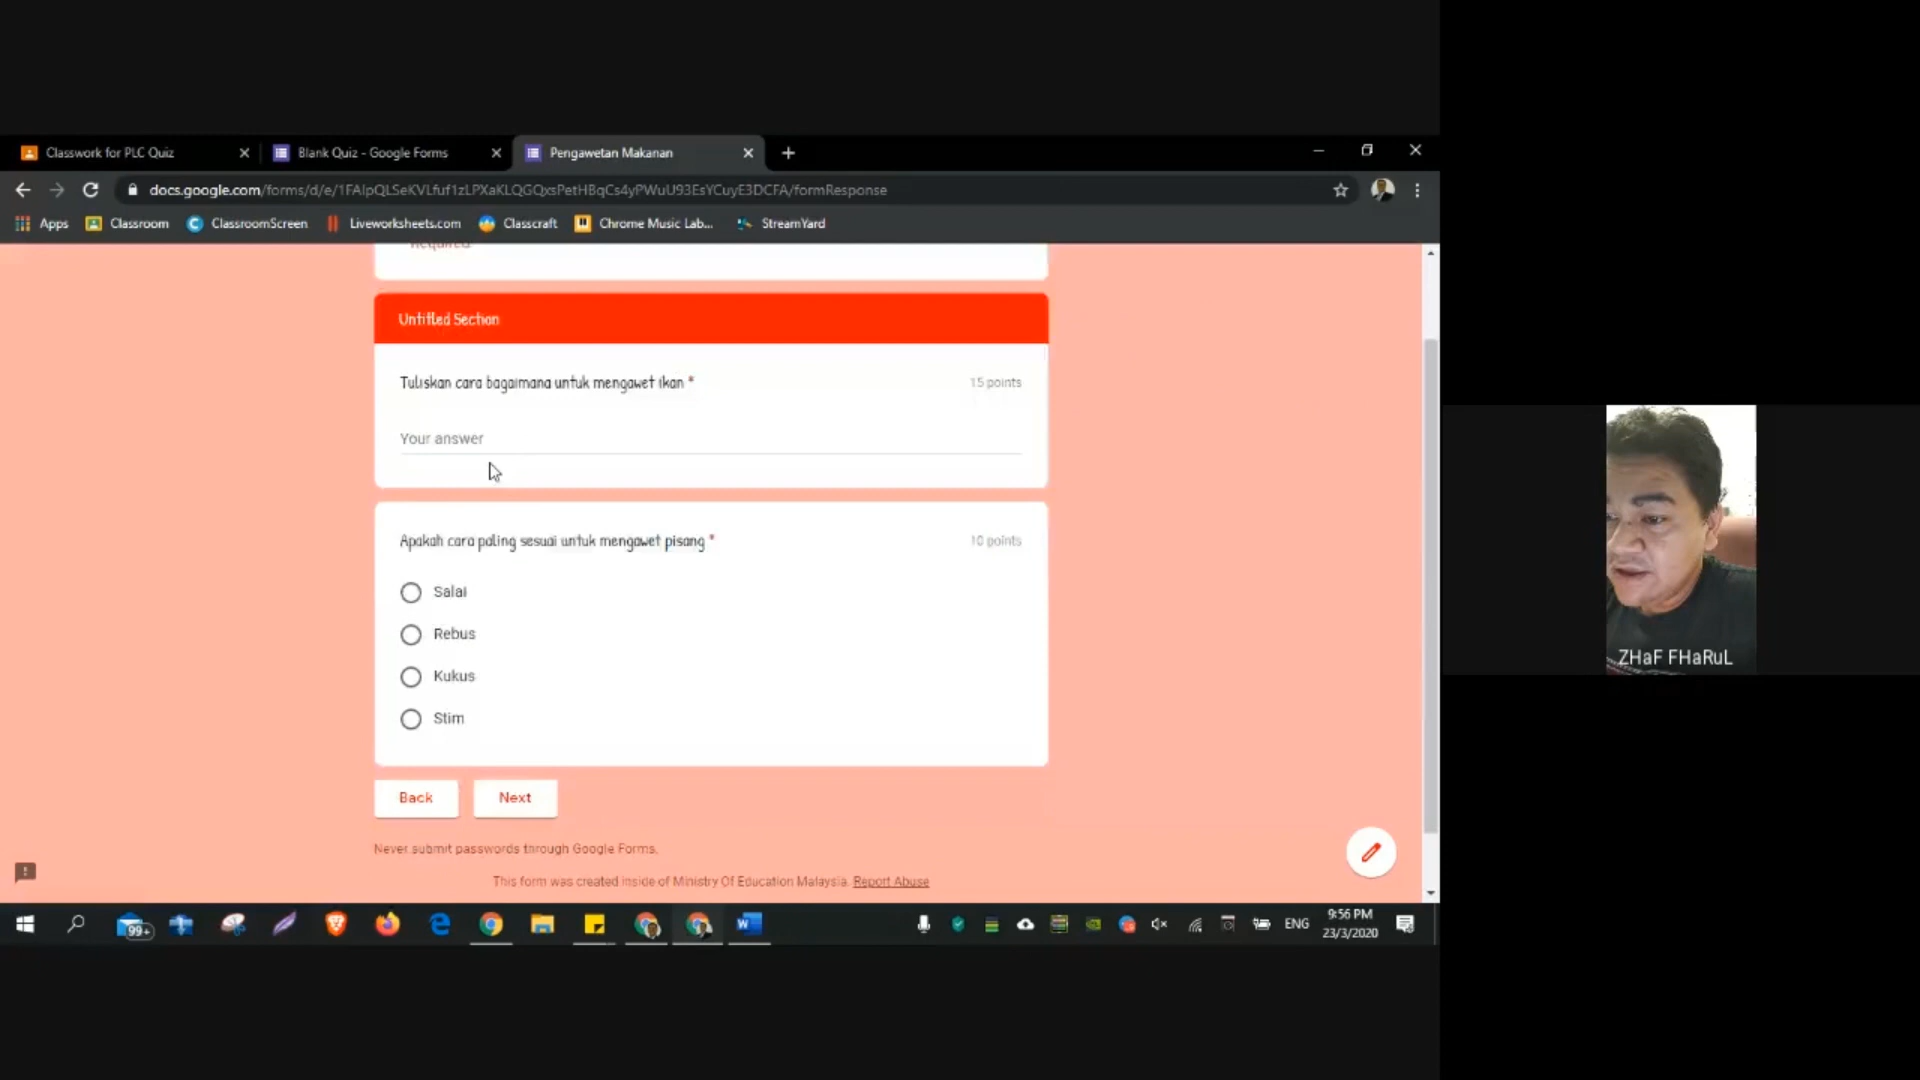 Classwork for PLC Quiz
Blank Quiz - Google Forms
Pengawetan Makanan
docs.google.com/forms/d/e/1FAIpQLSeKVLfuf1zLPXaKLQGQxsPetHBqCs4yPWuU93EsYCuyE3DCFA/formResponse
Apps
Classroom
ClassroomScreen
Liveworksheets.com
Classcraft
Chrome Music Lab...
StreamYard
Required
Untitled Section
Tuliskan cara bagaimana untuk mengawet ikan *
15 points
Your answer
Apakah cara paling sesuai untuk mengawet pisang *
10 points
Salai
Rebus
Kukus
Stim
Back
Next
Never submit passwords through Google Forms.
This form was created inside of Ministry Of Education Malaysia. Report Abuse
ZHaF FHaRuL
99+
ENG
9:56 PM
23/3/2020